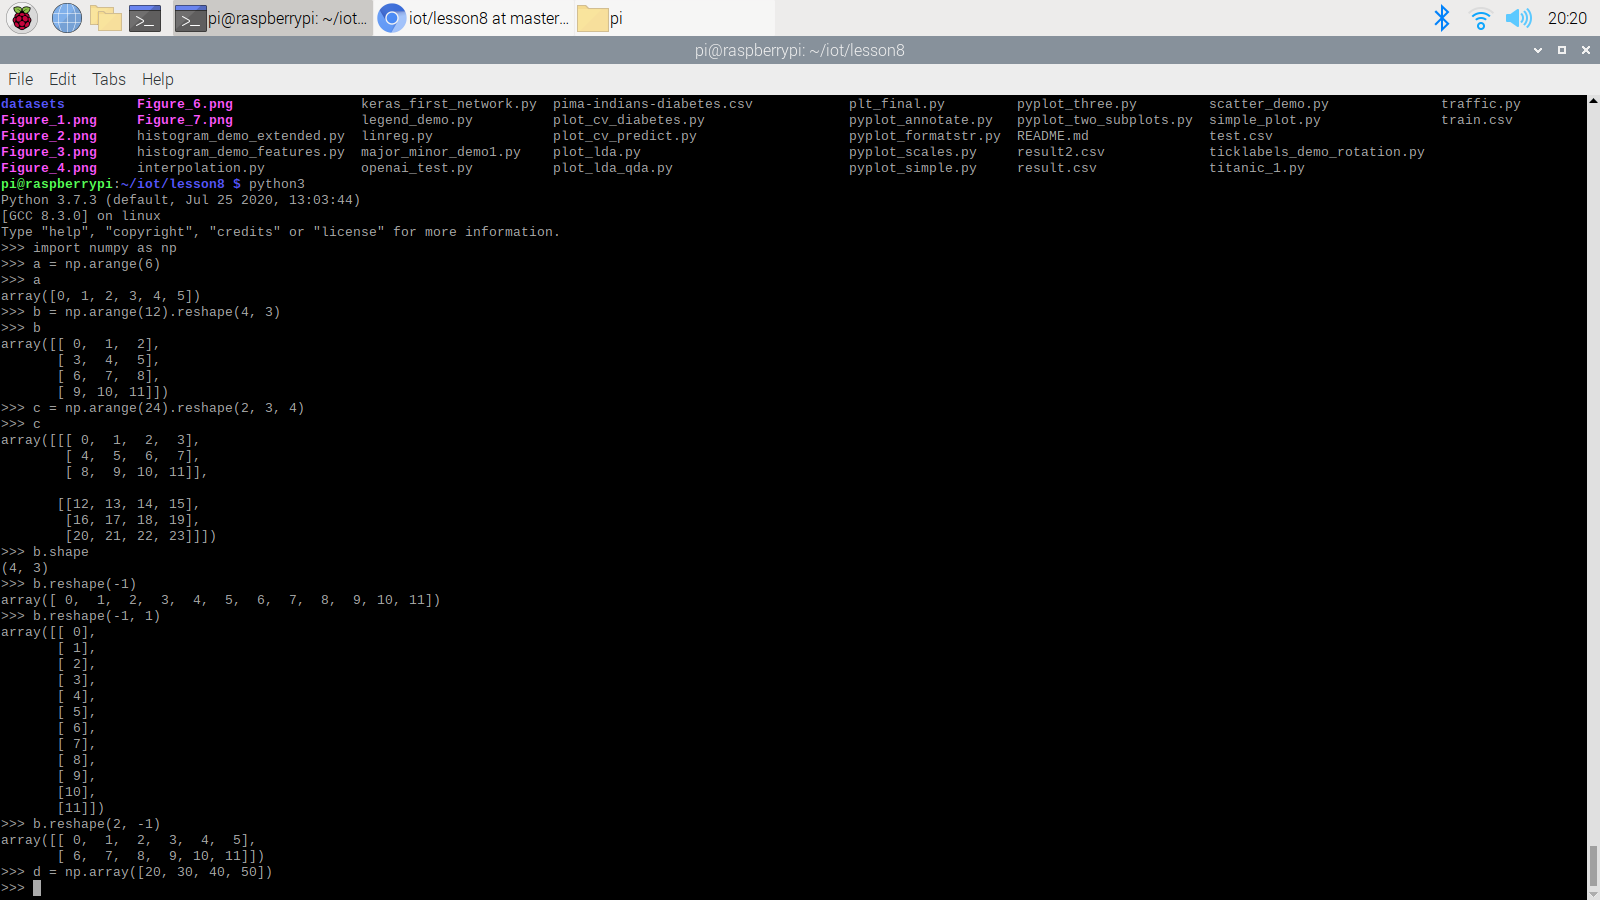 pi@raspberrypi: ~/iot... iot/lesson8 at master... pi 20:20
pi@raspberrypi: ~/iot/lesson8
File Edit Tabs Help
datasets Figure_6.png keras_first_network.py pima-indians-diabetes.csv plt_final.py pyplot_three.py scatter_demo.py traffic.py
Figure_1.png Figure_7.png legend_demo.py plot_cv_diabetes.py pyplot_annotate.py pyplot_two_subplots.py simple_plot.py train.csv
Figure_2.png histogram_demo_extended.py linreg.py plot_cv_predict.py pyplot_formatstr.py README.md test.csv
Figure_3.png histogram_demo_features.py major_minor_demo1.py plot_lda.py pyplot_scales.py result2.csv ticklabels_demo_rotation.py
Figure_4.png interpolation.py openai_test.py plot_lda_qda.py pyplot_simple.py result.csv titanic_1.py
pi@raspberrypi:~/iot/lesson8 $ python3
Python 3.7.3 (default, Jul 25 2020, 13:03:44)
[GCC 8.3.0] on linux
Type "help", "copyright", "credits" or "license" for more information.
>>> import numpy as np
>>> a = np.arange(6)
>>> a
array([0, 1, 2, 3, 4, 5])
>>> b = np.arange(12).reshape(4, 3)
>>> b
array([[ 0,  1,  2],
       [ 3,  4,  5],
       [ 6,  7,  8],
       [ 9, 10, 11]])
>>> c = np.arange(24).reshape(2, 3, 4)
>>> c
array([[[ 0,  1,  2,  3],
        [ 4,  5,  6,  7],
        [ 8,  9, 10, 11]],

       [[12, 13, 14, 15],
        [16, 17, 18, 19],
        [20, 21, 22, 23]]])
>>> b.shape
(4, 3)
>>> b.reshape(-1)
array([ 0,  1,  2,  3,  4,  5,  6,  7,  8,  9, 10, 11])
>>> b.reshape(-1, 1)
array([[ 0],
       [ 1],
       [ 2],
       [ 3],
       [ 4],
       [ 5],
       [ 6],
       [ 7],
       [ 8],
       [ 9],
       [10],
       [11]])
>>> b.reshape(2, -1)
array([[ 0,  1,  2,  3,  4,  5],
       [ 6,  7,  8,  9, 10, 11]])
>>> d = np.array([20, 30, 40, 50])
>>>